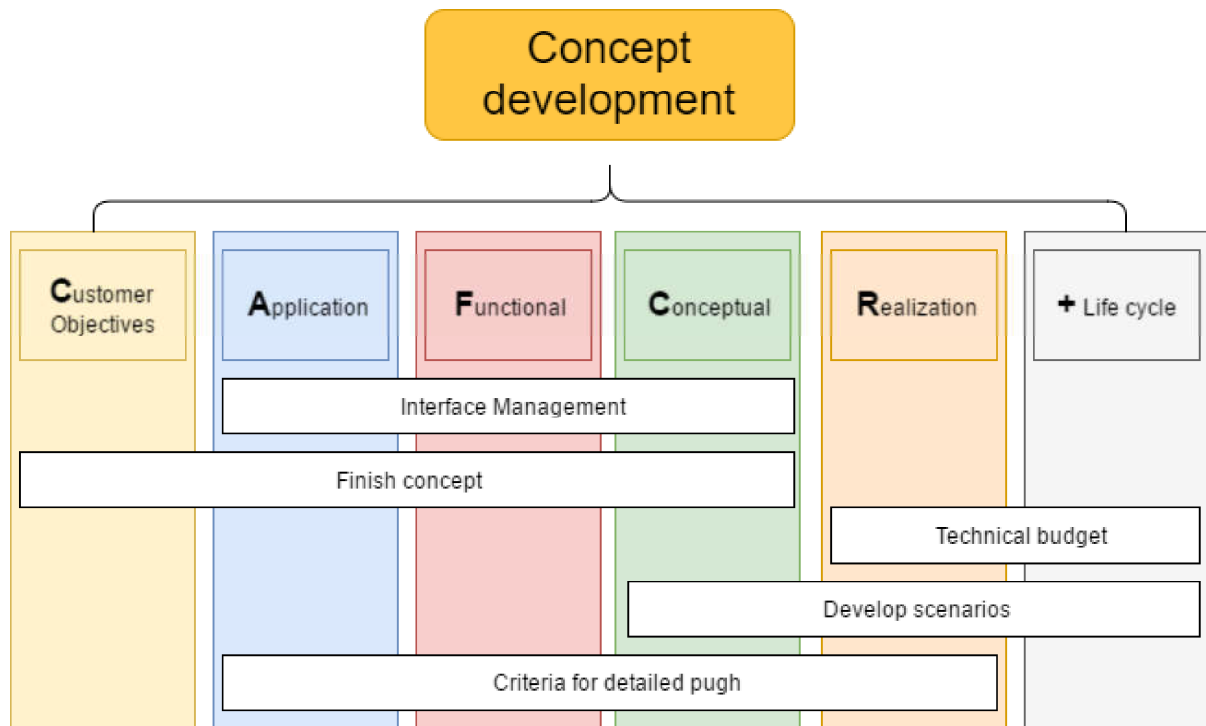 Concept
development
Customer
Objectives
Application
Functional
Conceptual
Realization
+ Life cycle
Interface Management
Finish concept
Technical budget
Develop scenarios
Criteria for detailed pugh